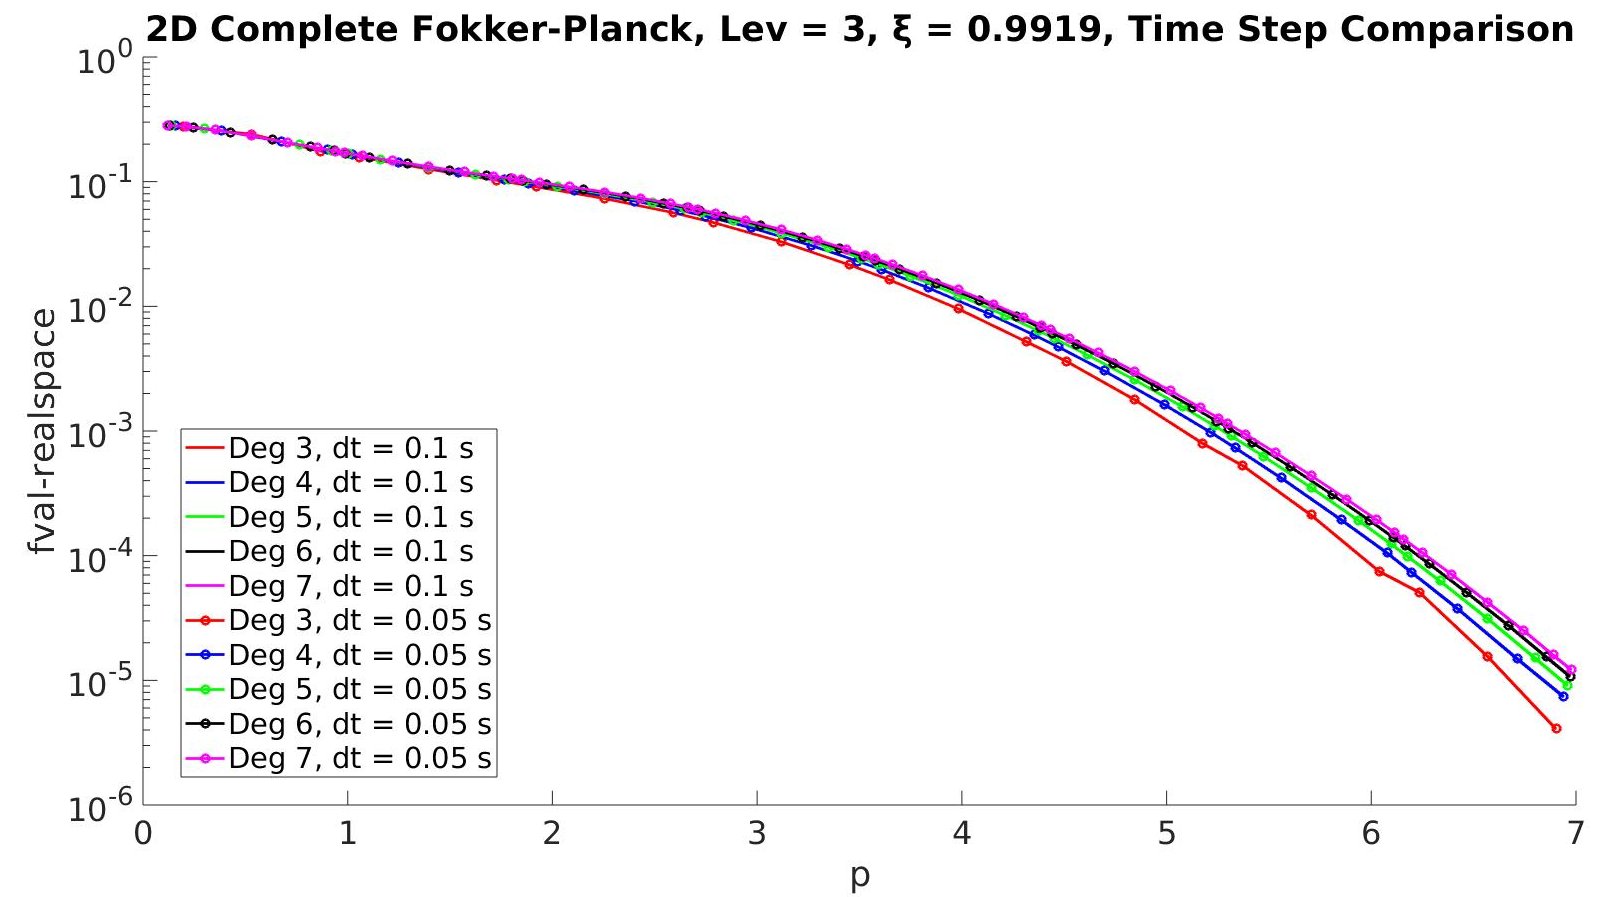 2D Complete Fokker-Planck, Lev = 3, ξ = 0.9919, Time Step Comparison
10^0
10^-1
10^-2
10^-3
10^-4
10^-5
10^-6
fval-realspace
Deg 3, dt = 0.1 s
Deg 4, dt = 0.1 s
Deg 5, dt = 0.1 s
Deg 6, dt = 0.1 s
Deg 7, dt = 0.1 s
Deg 3, dt = 0.05 s
Deg 4, dt = 0.05 s
Deg 5, dt = 0.05 s
Deg 6, dt = 0.05 s
Deg 7, dt = 0.05 s
0 1 2 3 4 5 6 7
p